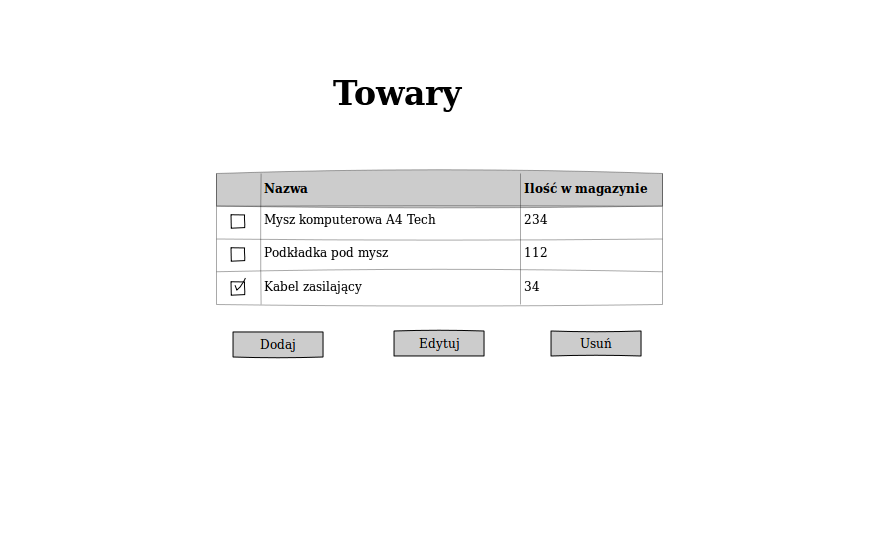 Towary
Nazwa Ilość w magazynie
Mysz komputerowa A4 Tech 234
Podkładka pod mysz 112
Kabel zasilający 34
Dodaj Edytuj Usuń